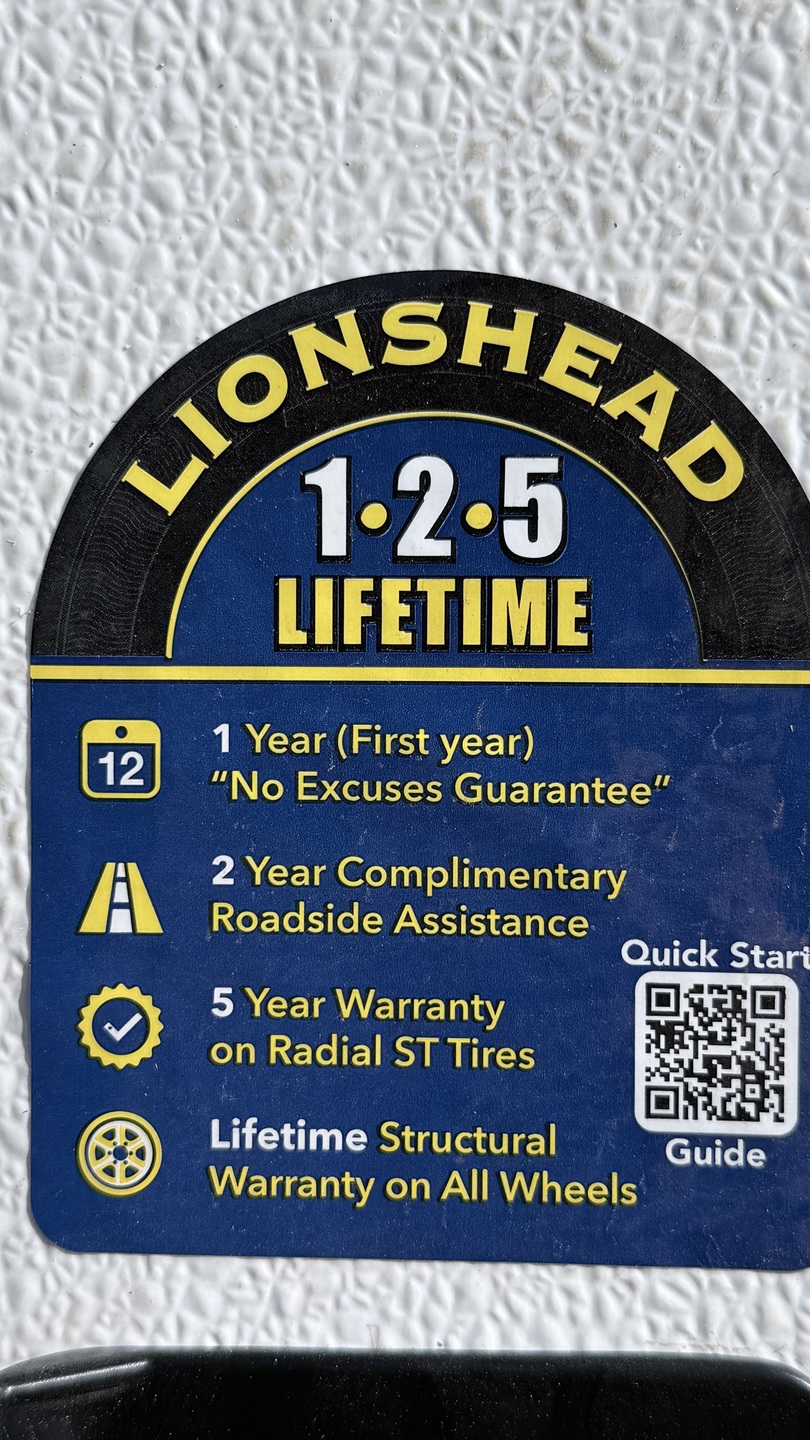 LIONSHEAD
1•2•5
LIFETIME
12
1 Year (First year)
“No Excuses Guarantee”
2 Year Complimentary
Roadside Assistance
5 Year Warranty
on Radial ST Tires
Lifetime Structural
Warranty on All Wheels
Quick Start
Guide